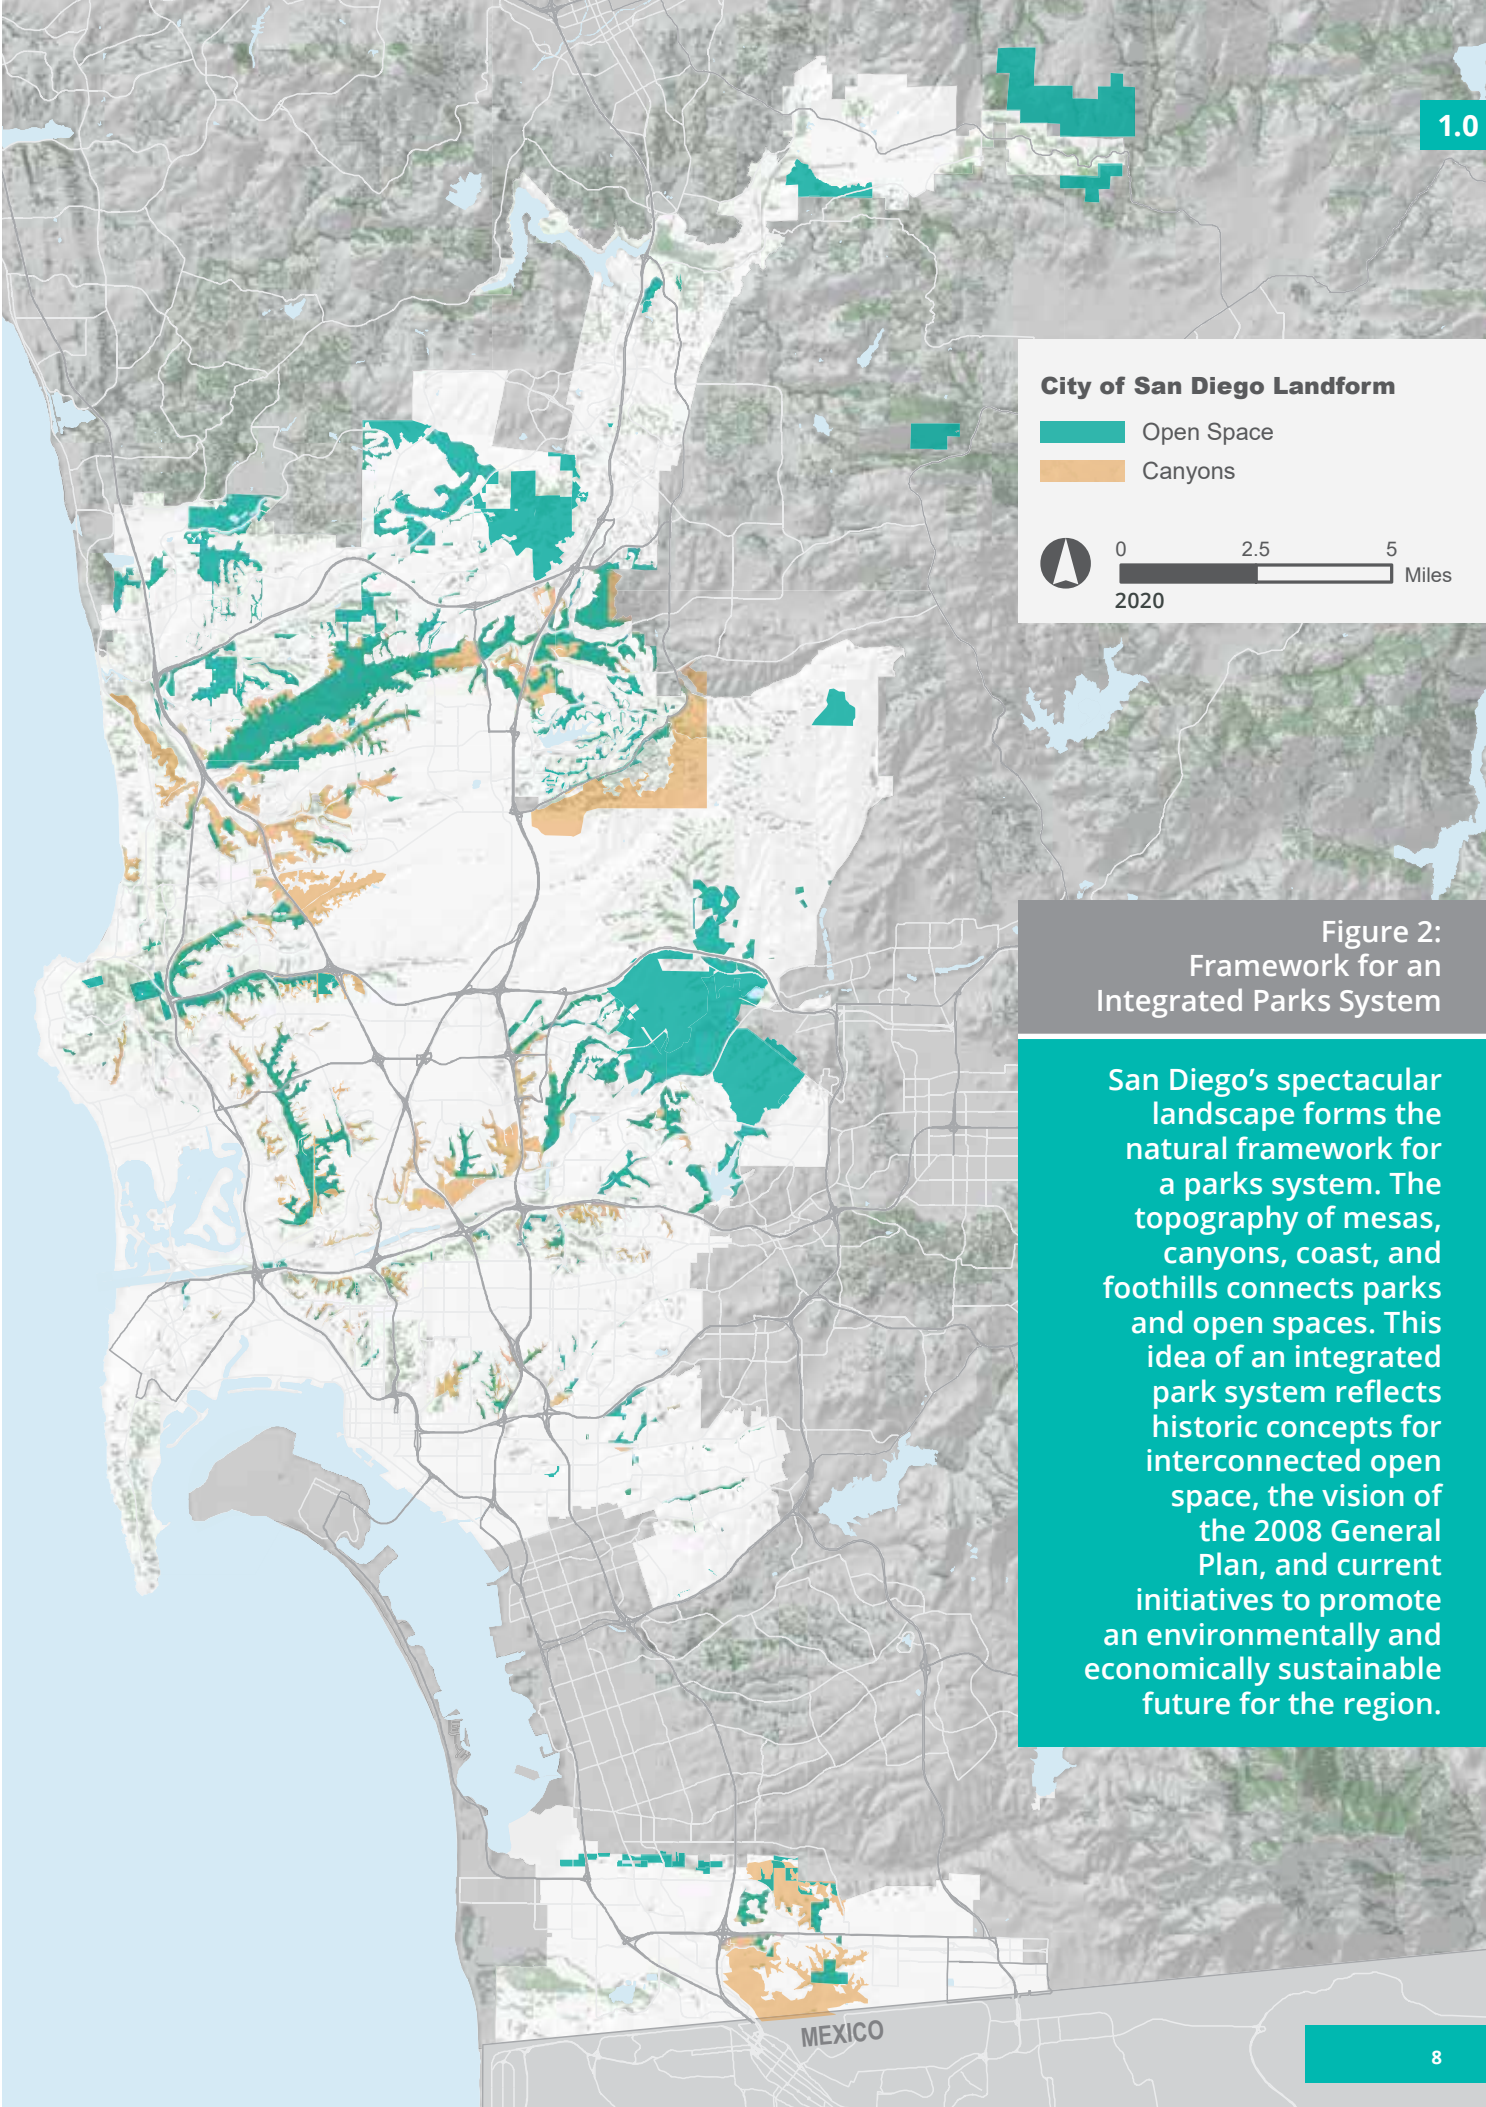 1.0
City of San Diego Landform
Open Space
Canyons
0 2.5 5
Miles
2020
Figure 2:
Framework for an
Integrated Parks System
San Diego’s spectacular
landscape forms the
natural framework for
a parks system. The
topography of mesas,
canyons, coast, and
foothills connects parks
and open spaces. This
idea of an integrated
park system reflects
historic concepts for
interconnected open
space, the vision of
the 2008 General
Plan, and current
initiatives to promote
an environmentally and
economically sustainable
future for the region.
MEXICO
8